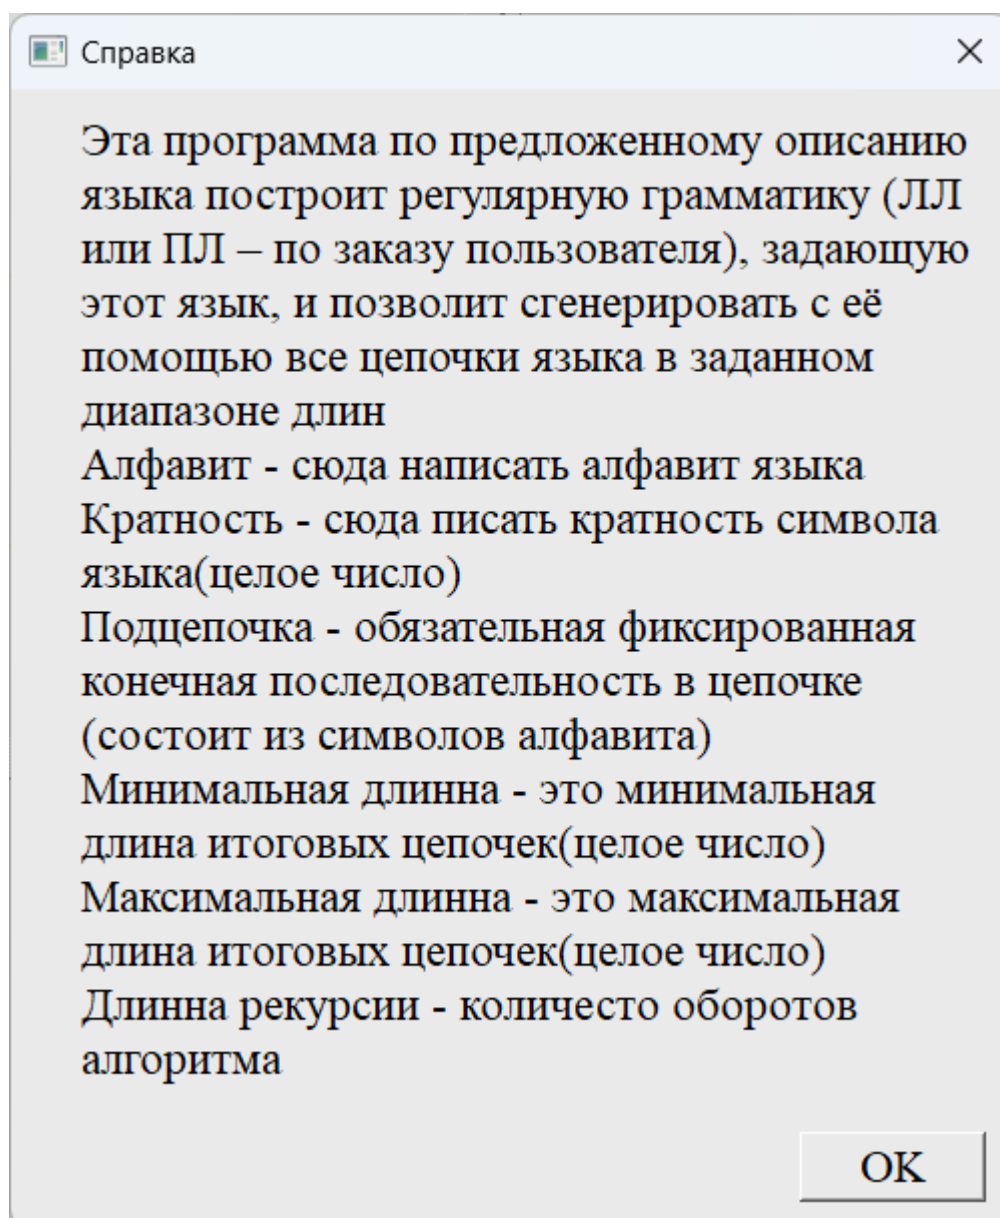 Справка
Эта программа по предложенному описанию
языка построит регулярную грамматику (ЛЛ
или ПЛ – по заказу пользователя), задающую
этот язык, и позволит сгенерировать с её
помощью все цепочки языка в заданном
диапазоне длин
Алфавит - сюда написать алфавит языка
Кратность - сюда писать кратность символа
языка(целое число)
Подцепочка - обязательная фиксированная
конечная последовательность в цепочке
(состоит из символов алфавита)
Минимальная длинна - это минимальная
длина итоговых цепочек(целое число)
Максимальная длинна - это максимальная
длина итоговых цепочек(целое число)
Длинна рекурсии - количесто оборотов
алгоритма
OK